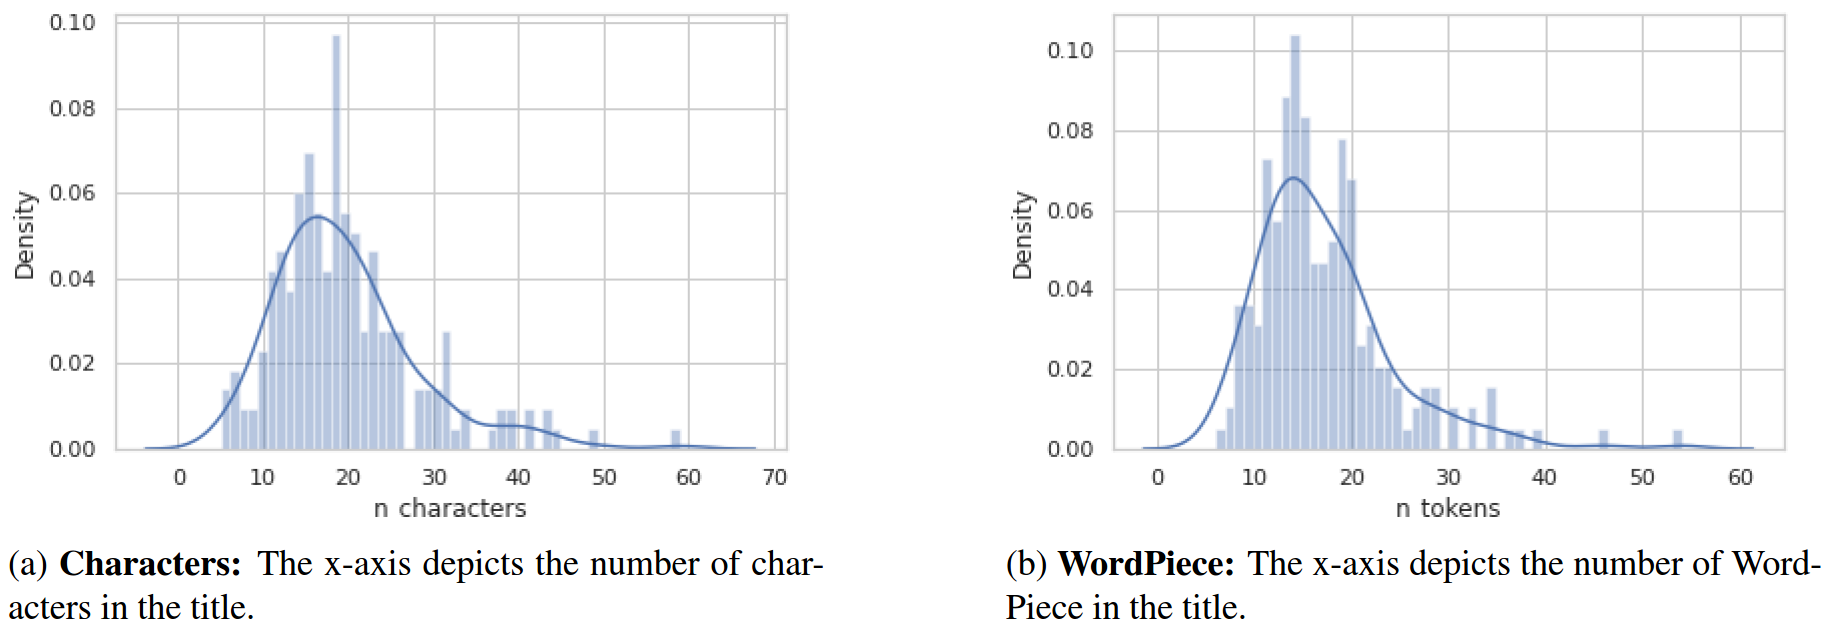 0.10
0.08
0.06
0.04
0.02
0.00
Density
0 10 20 30 40 50 60 70
n characters
(a) Characters: The x-axis depicts the number of char-
acters in the title.
0.10
0.08
0.06
0.04
0.02
0.00
Density
0 10 20 30 40 50 60
n tokens
(b) WordPiece: The x-axis depicts the number of Word-
Piece in the title.